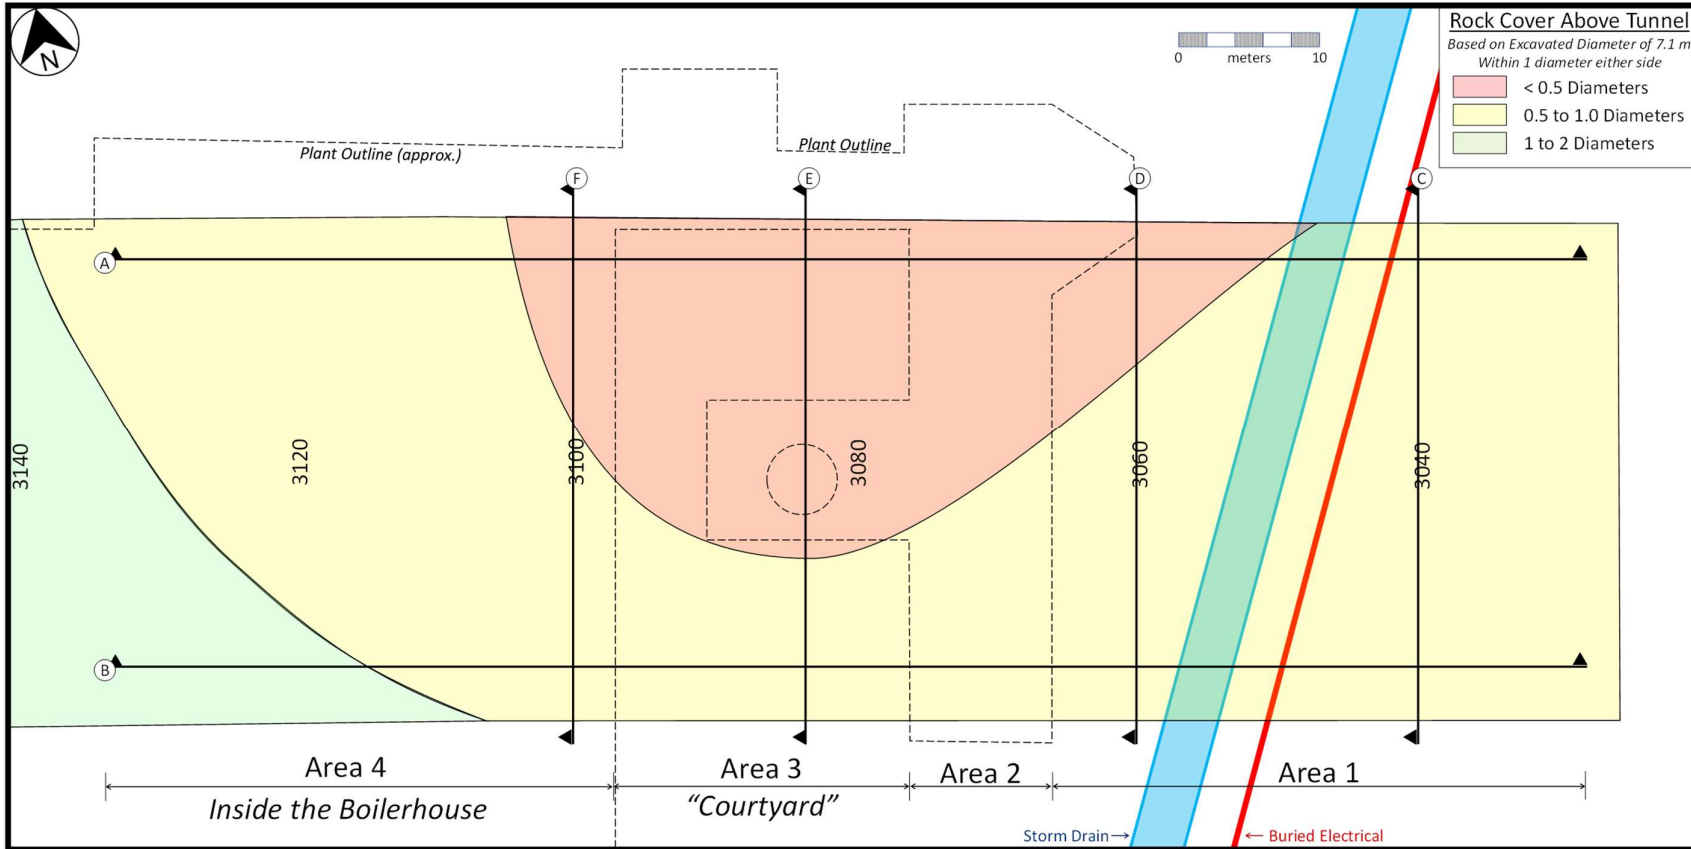 N
0 meters 10
Rock Cover Above Tunnel
Based on Excavated Diameter of 7.1 m
Within 1 diameter either side
< 0.5 Diameters
0.5 to 1.0 Diameters
1 to 2 Diameters
Plant Outline (approx.)
Plant Outline
F
E
D
C
A
3140
3120
3100
3080
3060
3040
B
Area 4
Area 3
Area 2
Area 1
Inside the Boilerhouse
“Courtyard”
Storm Drain→
← Buried Electrical